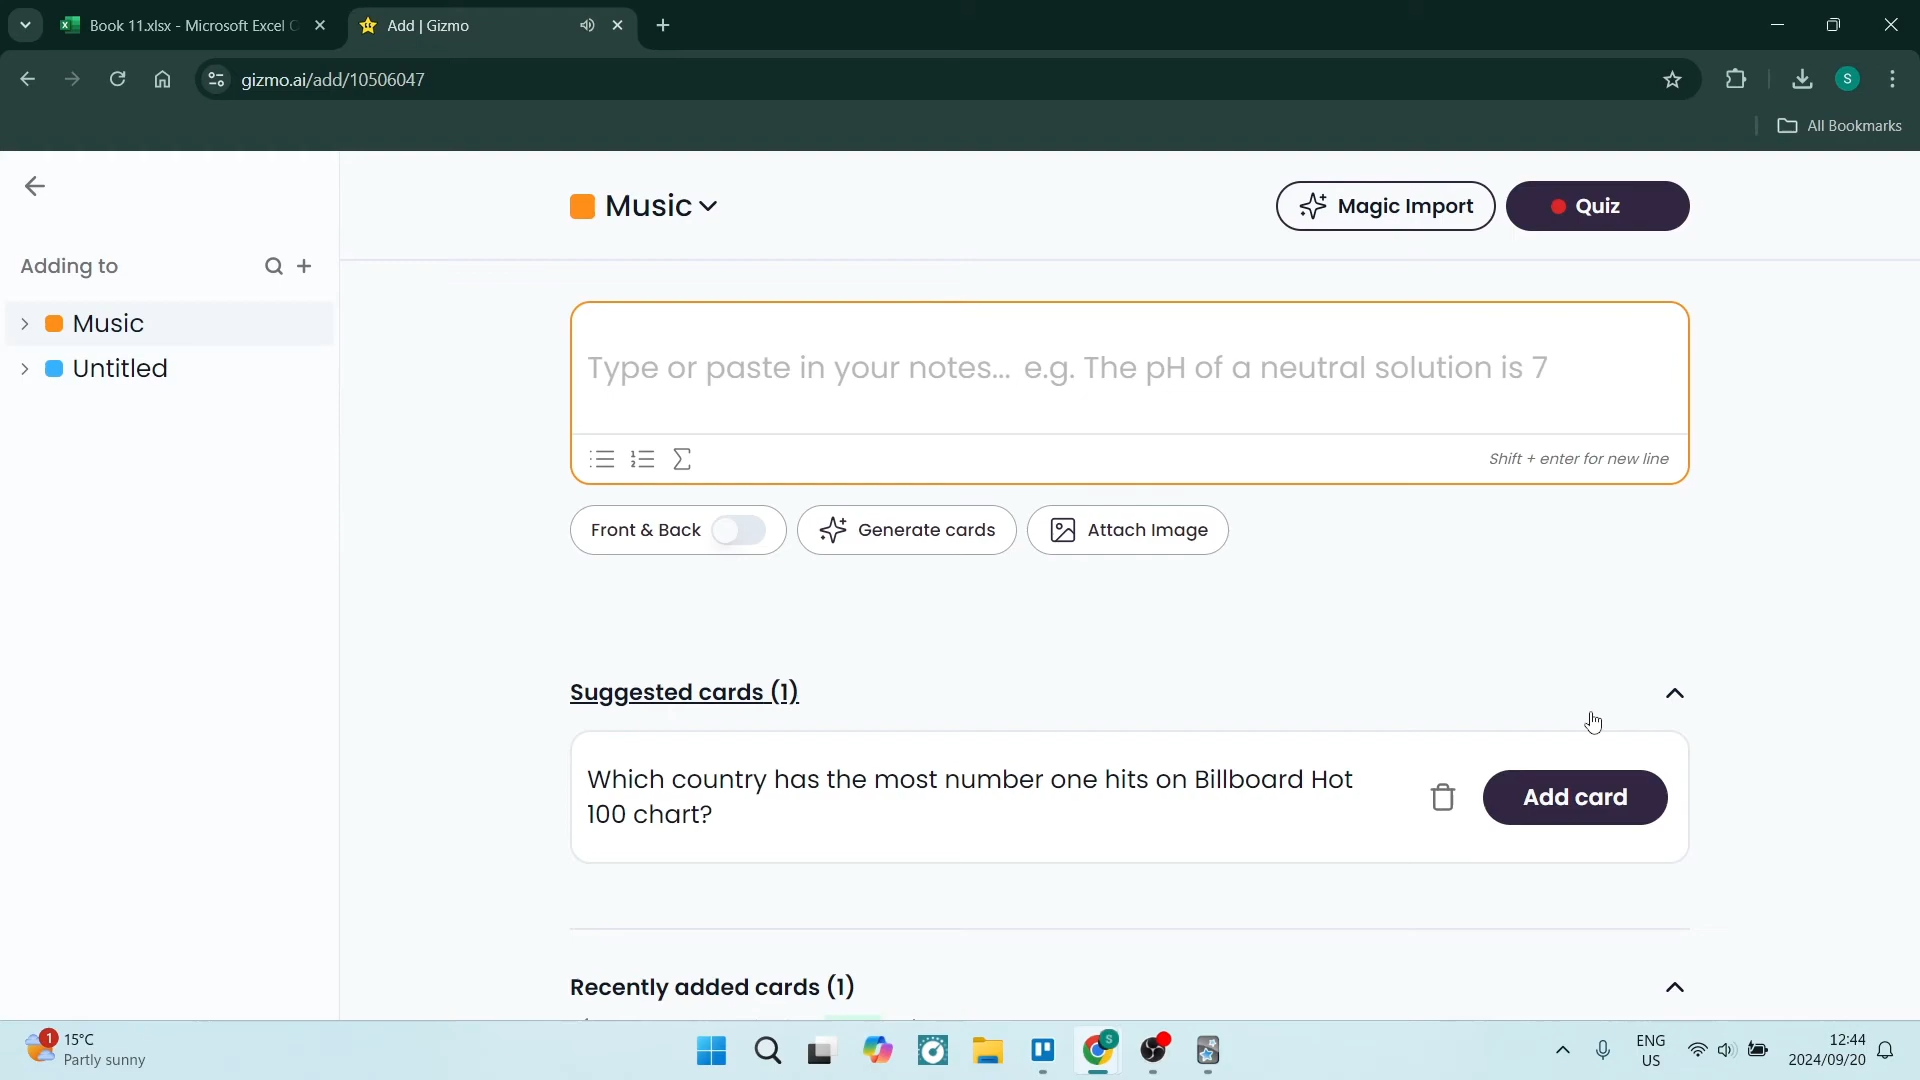 Book 11.xlsx - Microsoft Excel
Add | Gizmo
gizmo.ai/add/10506047
S
All Bookmarks
Music
Magic Import
Quiz
Adding to
Music
Untitled
Type or paste in your notes... e.g. The pH of a neutral solution is 7
Shift + enter for new line
Front & Back
Generate cards
Attach Image
Suggested cards (1)
Which country has the most number one hits on Billboard Hot
100 chart?
Add card
Recently added cards (1)
1
15°C
Partly sunny
S
ENG
US
12:44
2024/09/20